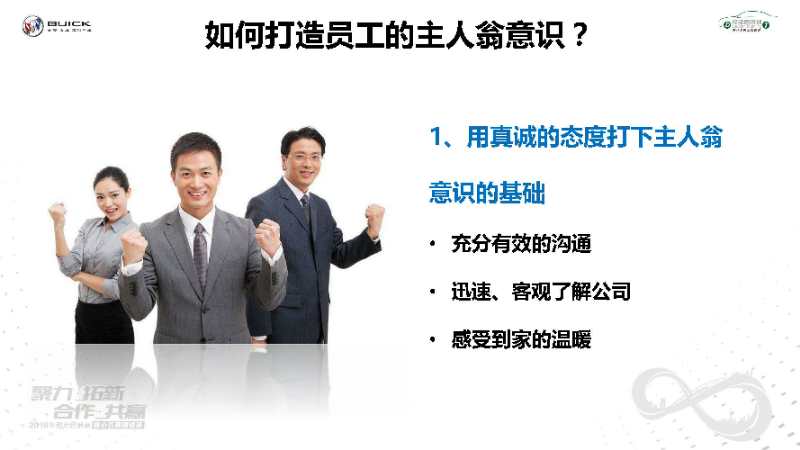 BUICK
如何打造员工的主人翁意识？
1、用真诚的态度打下主人翁
意识的基础
• 充分有效的沟通
• 迅速、客观了解公司
• 感受到家的温暖
聚力 拓新
合作 共赢